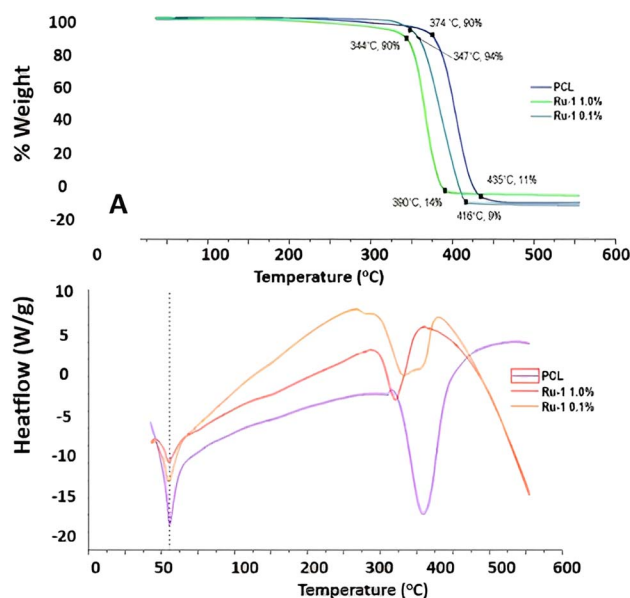 % Weight
100
80
60
40
20
0
-20
374 °C, 90%
344°C, 90%
347°C, 94%
PCL
Ru-1 1.0%
Ru-1 0.1%
435°C, 11%
390°C, 14%
416°C, 9%
A
0 100 200 300 400 500 600
Temperature (°C)
Heatflow (W/g)
10
5
0
-5
-10
-15
-20
PCL
Ru-1 1.0%
Ru-1 0.1%
0 50 100 200 300 400 500 600
Temperature (°C)